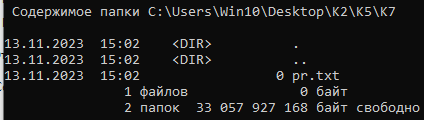 Содержимое папки C:\Users\Win10\Desktop\K2\K5\K7
13.11.2023 15:02 <DIR> .
13.11.2023 15:02 <DIR> ..
13.11.2023 15:02 0 pr.txt
1 файлов 0 байт
2 папок 33 057 927 168 байт свободно